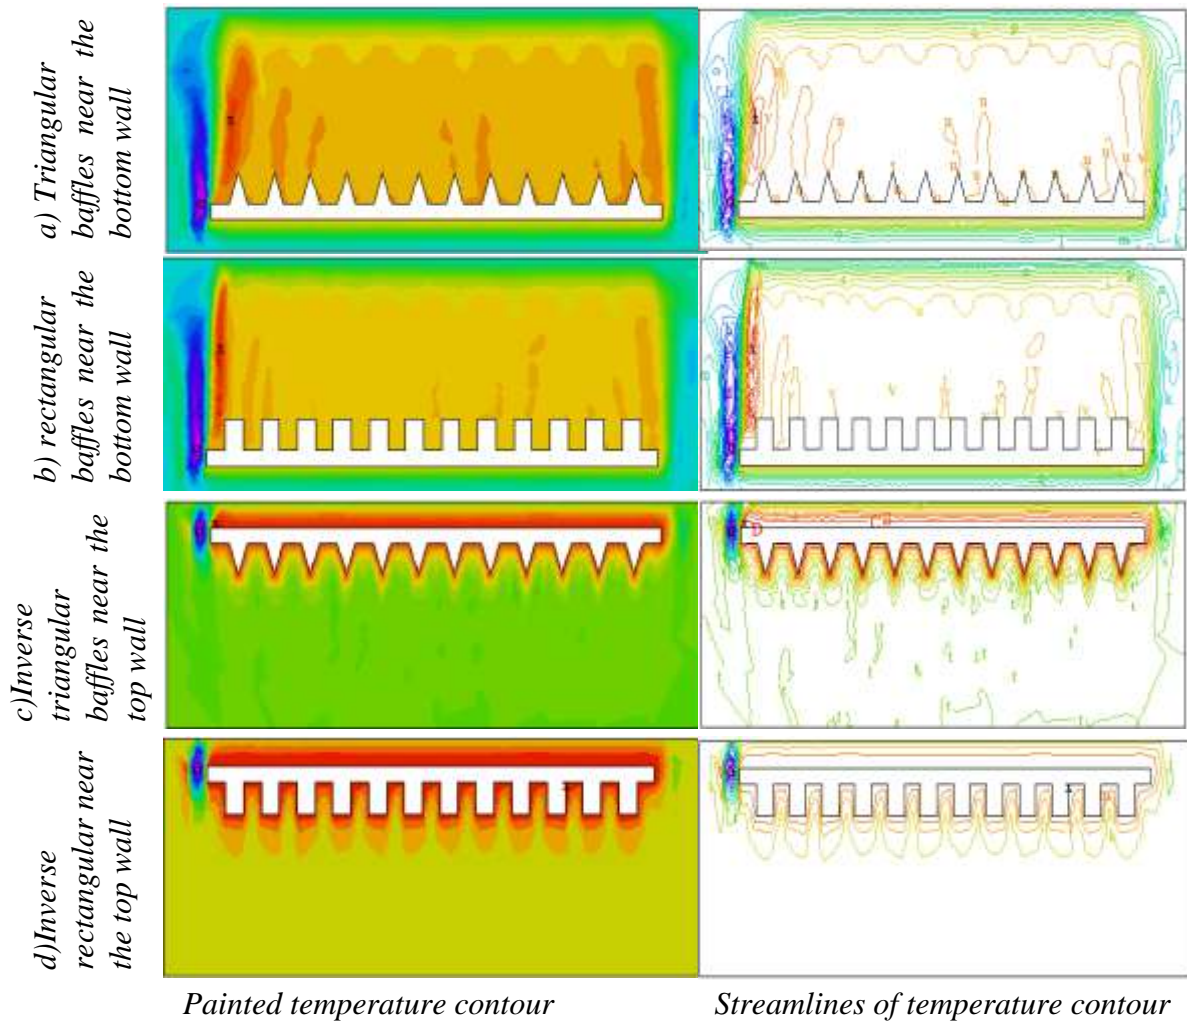 a) Triangular
baffles near the
bottom wall
b) rectangular
baffles near the
bottom wall
c)Inverse
triangular
baffles near the
top wall
d)Inverse
rectangular near
the top wall
Painted temperature contour
Streamlines of temperature contour